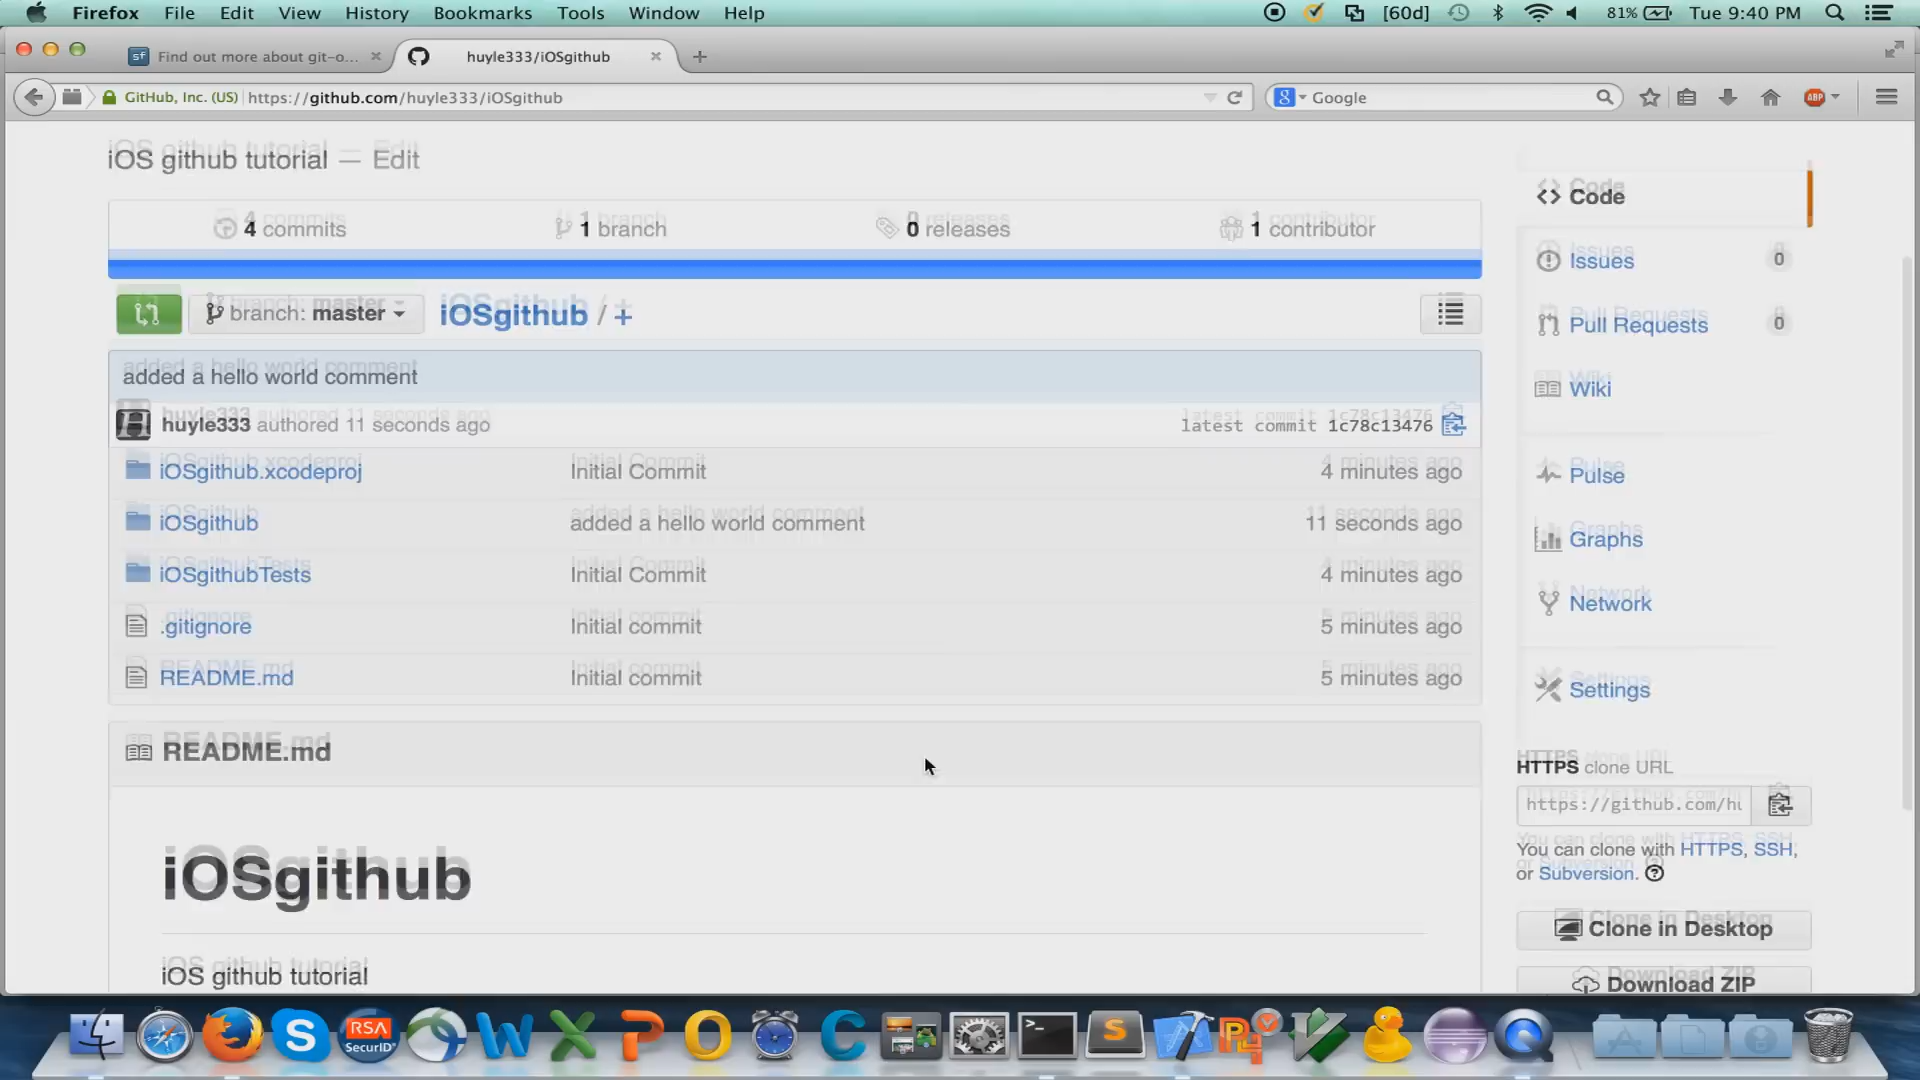 Firefox File Edit View History Bookmarks Tools Window Help [60d] 81% Tue 9:40 PM
sf Find out more about git-o... huyle333/iOSgithub
GitHub, Inc. (US) https://github.com/huyle333/iOSgithub 8 Google ABP
iOS github tutorial — Edit
4 commits 1 branch 0 releases 1 contributor
branch: master iOSgithub / +
added a hello world comment
huyle333 authored 11 seconds ago latest commit 1c78c13476
iOSgithub.xcodeproj Initial Commit 4 minutes ago
iOSgithub added a hello world comment 11 seconds ago
iOSgithubTests Initial Commit 4 minutes ago
.gitignore Initial commit 5 minutes ago
README.md Initial commit 5 minutes ago
README.md
iOSgithub
iOS github tutorial
Code
Issues 0
Pull Requests 0
Wiki
Pulse
Graphs
Network
Settings
HTTPS clone URL
https://github.com/hu
You can clone with HTTPS, SSH,
or Subversion.
Clone in Desktop
Download ZIP
RSA
SecurID